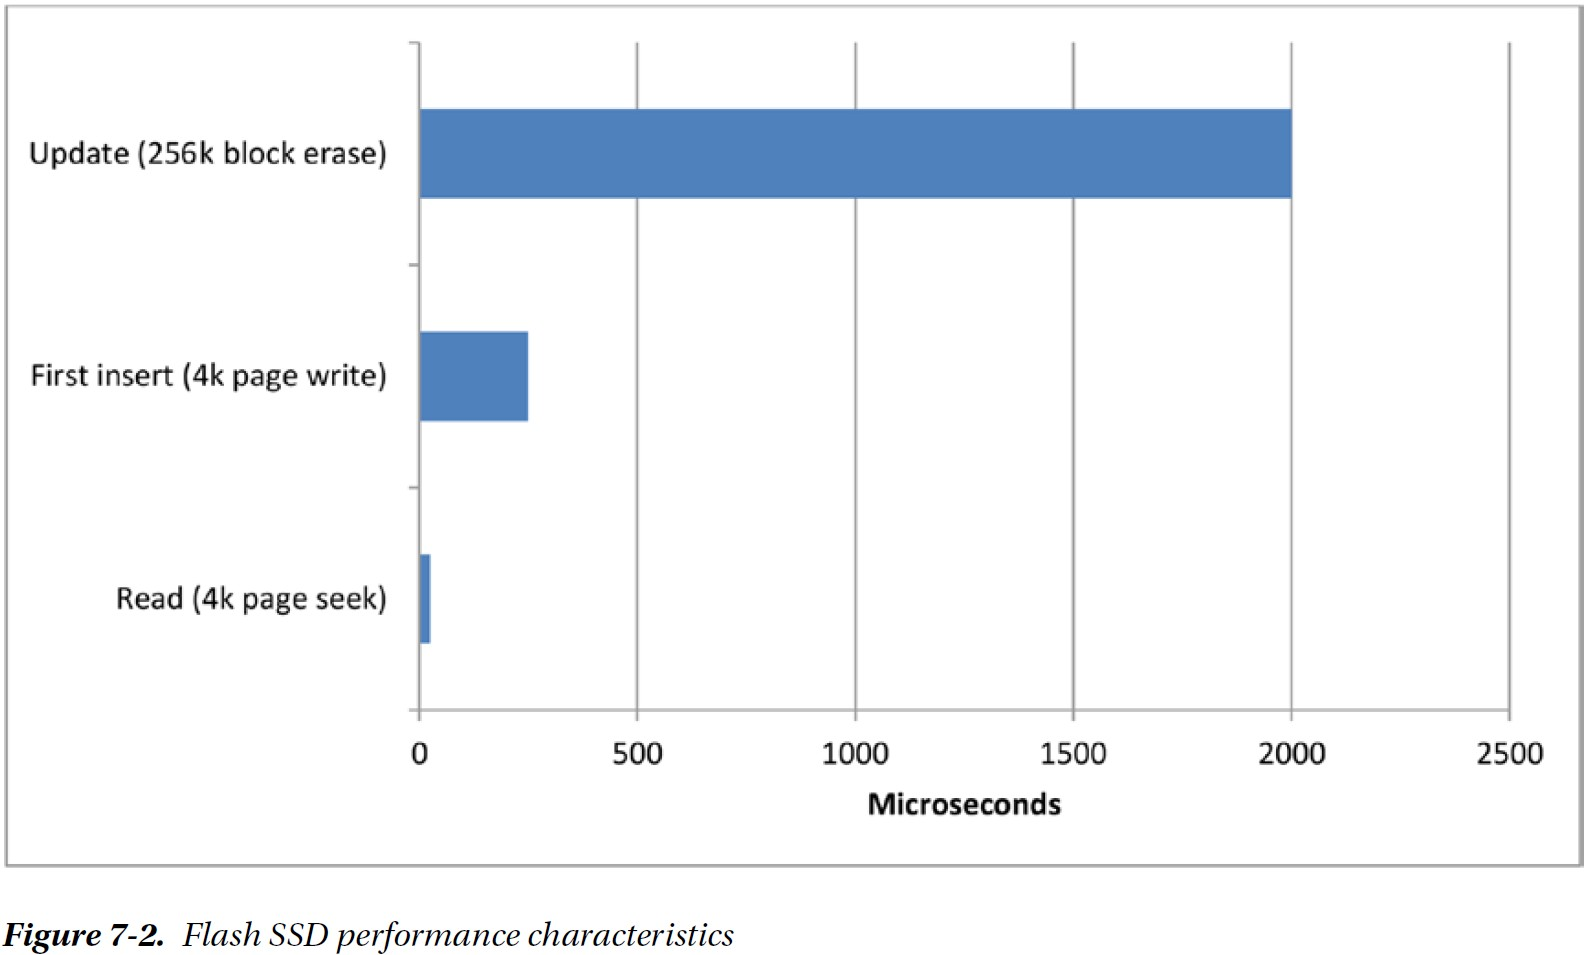 Update (256k block erase)
First insert (4k page write)
Read (4k page seek)
0 500 1000 1500 2000 2500
Microseconds
Figure 7-2. Flash SSD performance characteristics